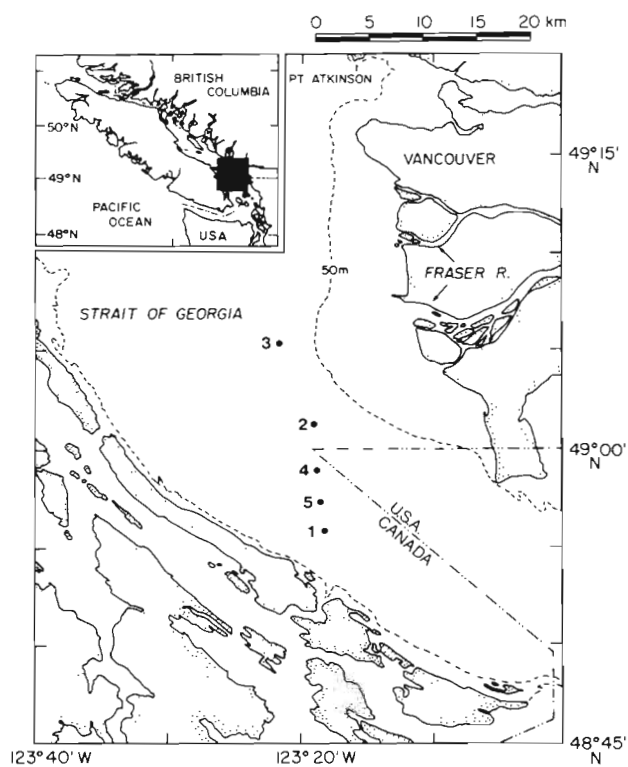 0 5 10 15 20 km
BRITISH
COLUMBIA
50°N
49°N
PACIFIC
OCEAN
48°N
USA
PT ATKINSON
VANCOUVER
49°15'
N
50m
FRASER R.
STRAIT OF GEORGIA
3
2
49°00'
N
4
5
1
U.S.A.
CANADA
48°45'
N
123°40' W
123°20' W